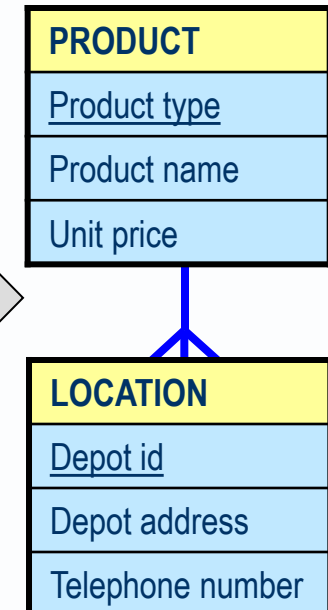 PRODUCT
Product type
Product name
Unit price
LOCATION
Depot id
Depot address
Telephone number